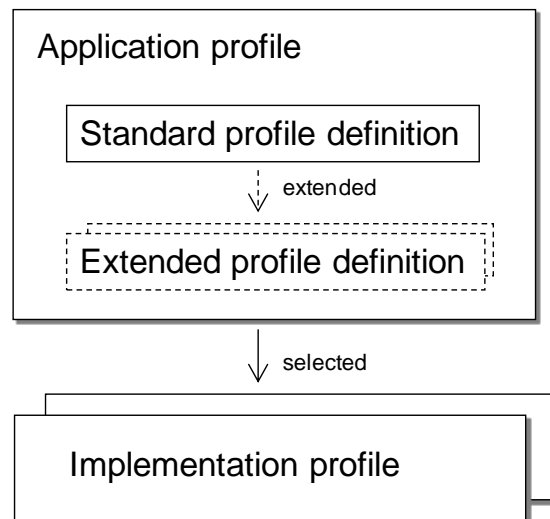 Application profile
Standard profile definition
extended
Extended profile definition
selected
Implementation profile